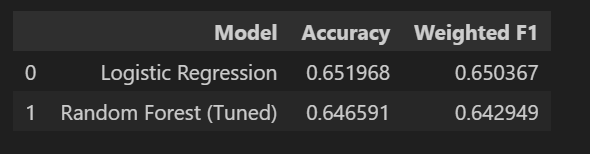 Model Accuracy Weighted F1
0 Logistic Regression 0.651968 0.650367
1 Random Forest (Tuned) 0.646591 0.642949